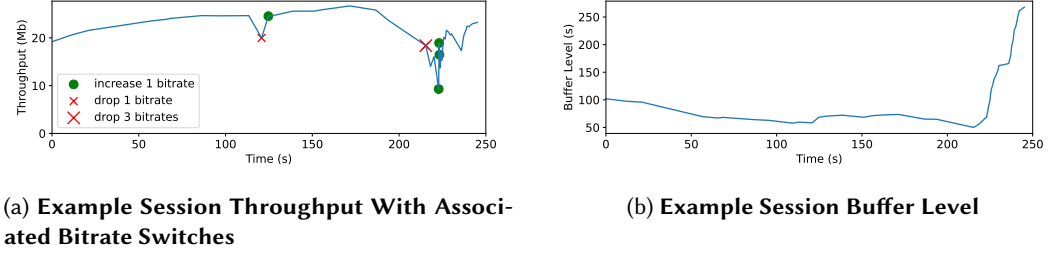 20
10
0
Throughput (Mb)
increase 1 bitrate
drop 1 bitrate
drop 3 bitrates
0 50 100 150 200 250
Time (s)
250
200
150
100
50
Buffer Level (s)
0 50 100 150 200 250
Time (s)
(a) Example Session Throughput With Associ-
ated Bitrate Switches
(b) Example Session Buffer Level